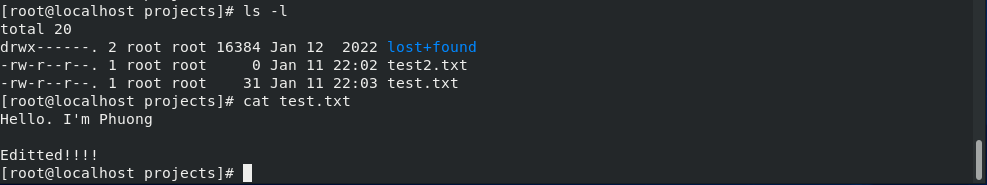 [root@localhost projects]# ls -l
total 20
drwx------. 2 root root 16384 Jan 12  2022 lost+found
-rw-r--r--. 1 root root     0 Jan 11 22:02 test2.txt
-rw-r--r--. 1 root root    31 Jan 11 22:03 test.txt
[root@localhost projects]# cat test.txt
Hello. I'm Phuong

Editted!!!!
[root@localhost projects]#